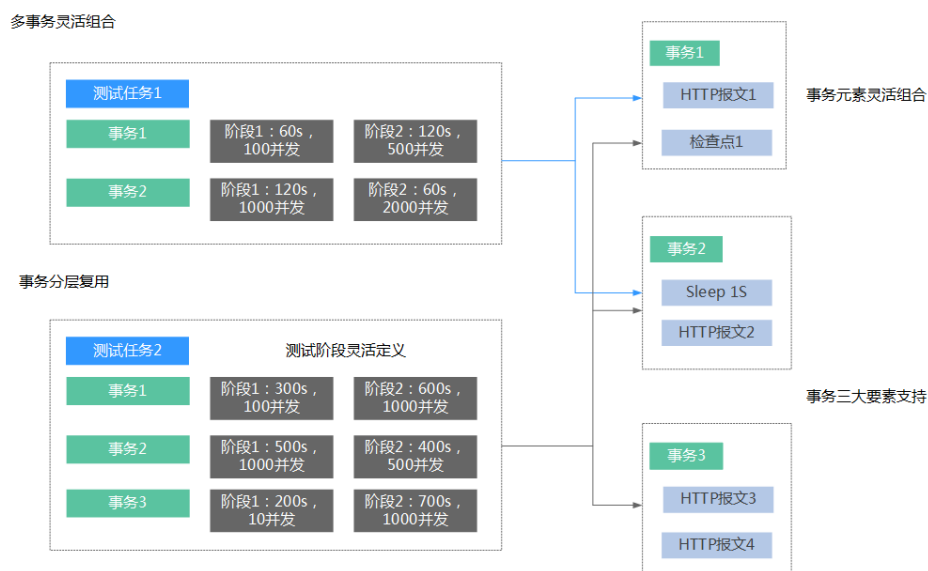 多事务灵活组合
测试任务1
事务1
阶段1：60s，
100并发
阶段2：120s，
500并发
事务2
阶段1：120s，
1000并发
阶段2：60s，
2000并发
事务分层复用
测试任务2
测试阶段灵活定义
事务1
阶段1：300s，
100并发
阶段2：600s，
1000并发
事务2
阶段1：500s，
1000并发
阶段2：400s，
500并发
事务3
阶段1：200s，
10并发
阶段2：700s，
1000并发
事务1
HTTP报文1
检查点1
事务元素灵活组合
事务2
Sleep 1S
HTTP报文2
事务三大要素支持
事务3
HTTP报文3
HTTP报文4